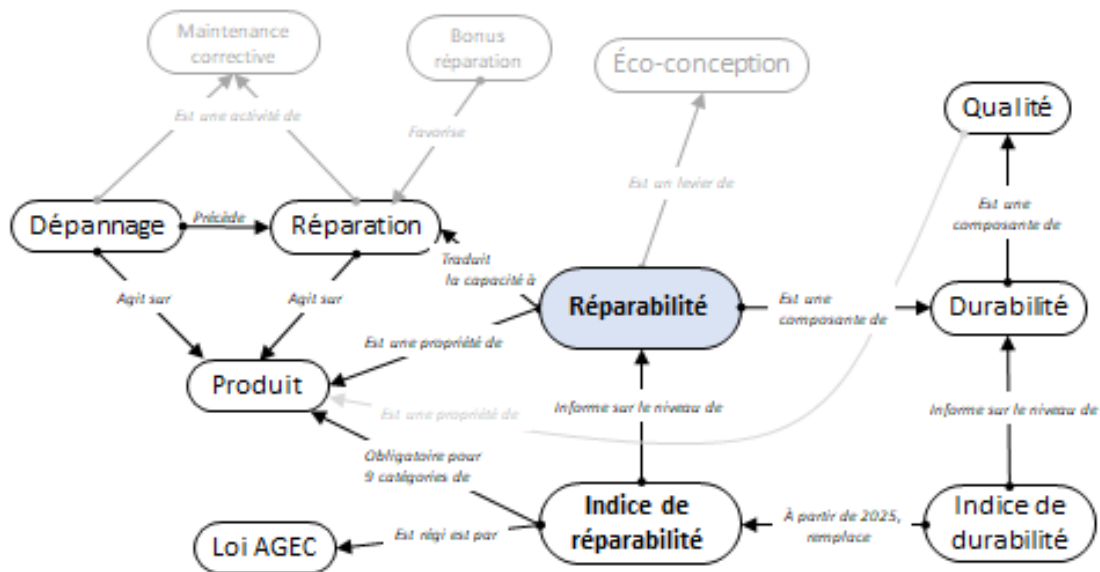 Maintenance
corrective
Bonus
réparation
Éco-conception
Qualité
Est une activité de
Favorise
Est un levier de
Est une
composante de
Dépannage
Précède
Réparation
Traduit
la capacité à
Agit sur
Agit sur
Réparabilité
Est une
composante de
Durabilité
Est une propriété de
Produit
Est une propriété de
Informe sur le niveau de
Informe sur le niveau de
Obligatoire pour
9 catégories de
Loi AGEC
Est régi est par
Indice de
réparabilité
À partir de 2025,
remplace
Indice de
durabilité